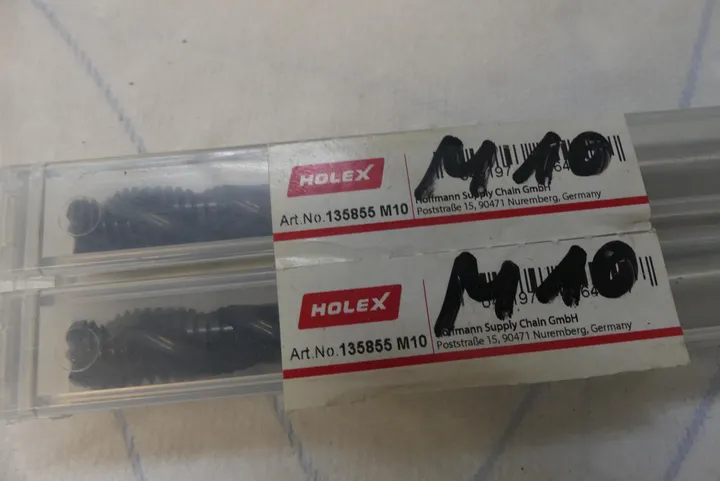 HOLEX
Art.No.135855 M10
M10
Hoffmann Supply Chain GmbH
Poststraße 15, 90471 Nuremberg, Germany
HOLEX
Art.No.135855 M10
M10
Hoffmann Supply Chain GmbH
Poststraße 15, 90471 Nuremberg, Germany